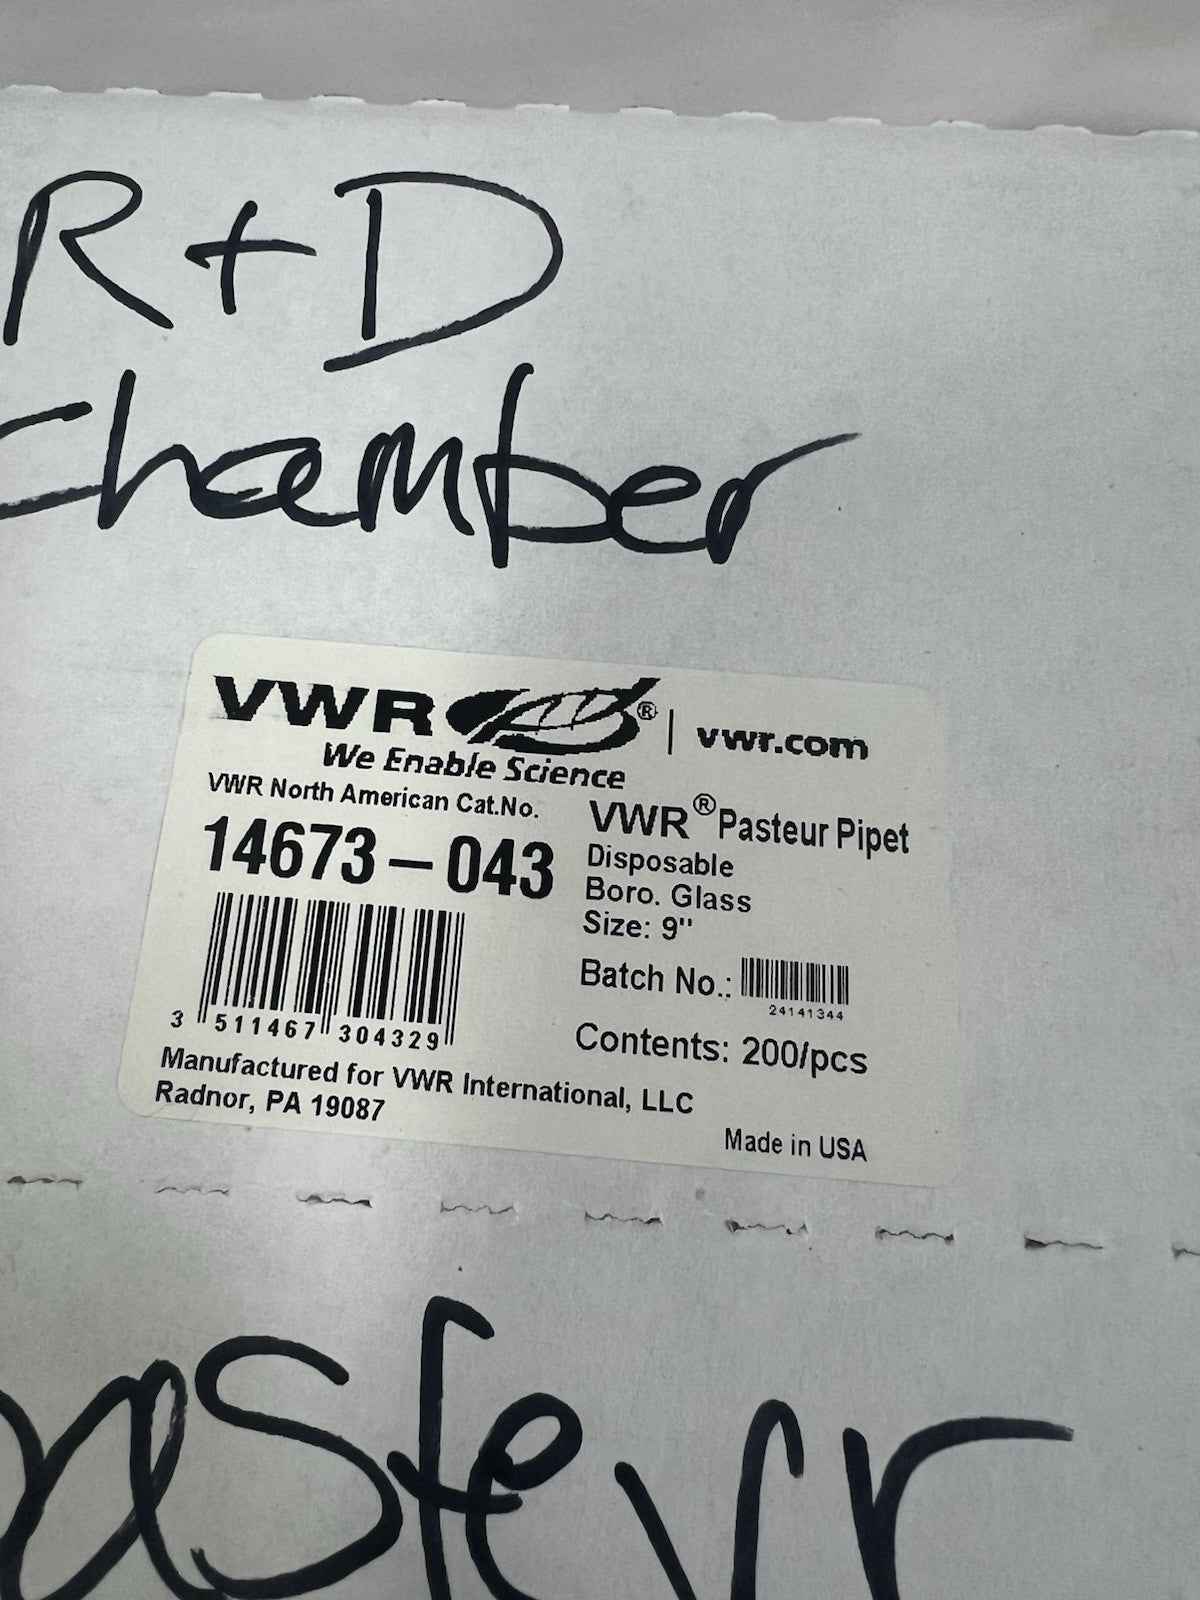 R+D
Chamber
VWR® | vwr.com
We Enable Science
VWR North American Cat.No.
14673-043
3 511467 304329
VWR® Pasteur Pipet
Disposable
Boro. Glass
Size: 9"
Batch No.:
24141344
Contents: 200/pcs
Manufactured for VWR International, LLC
Radnor, PA 19087
Made in USA
pasteur